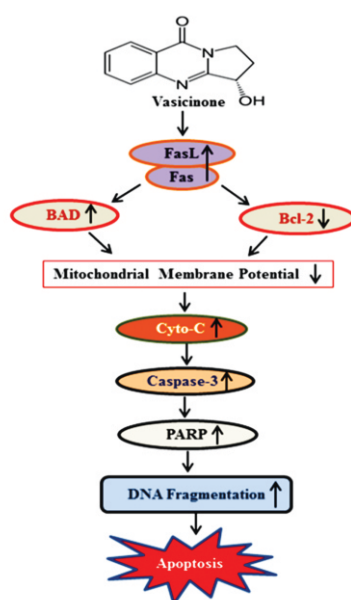 O
N
N
OH
Vasicinone
FasL
Fas
BAD
Bcl-2
Mitochondrial Membrane Potential
Cyto-C
Caspase-3
PARP
DNA Fragmentation
Apoptosis